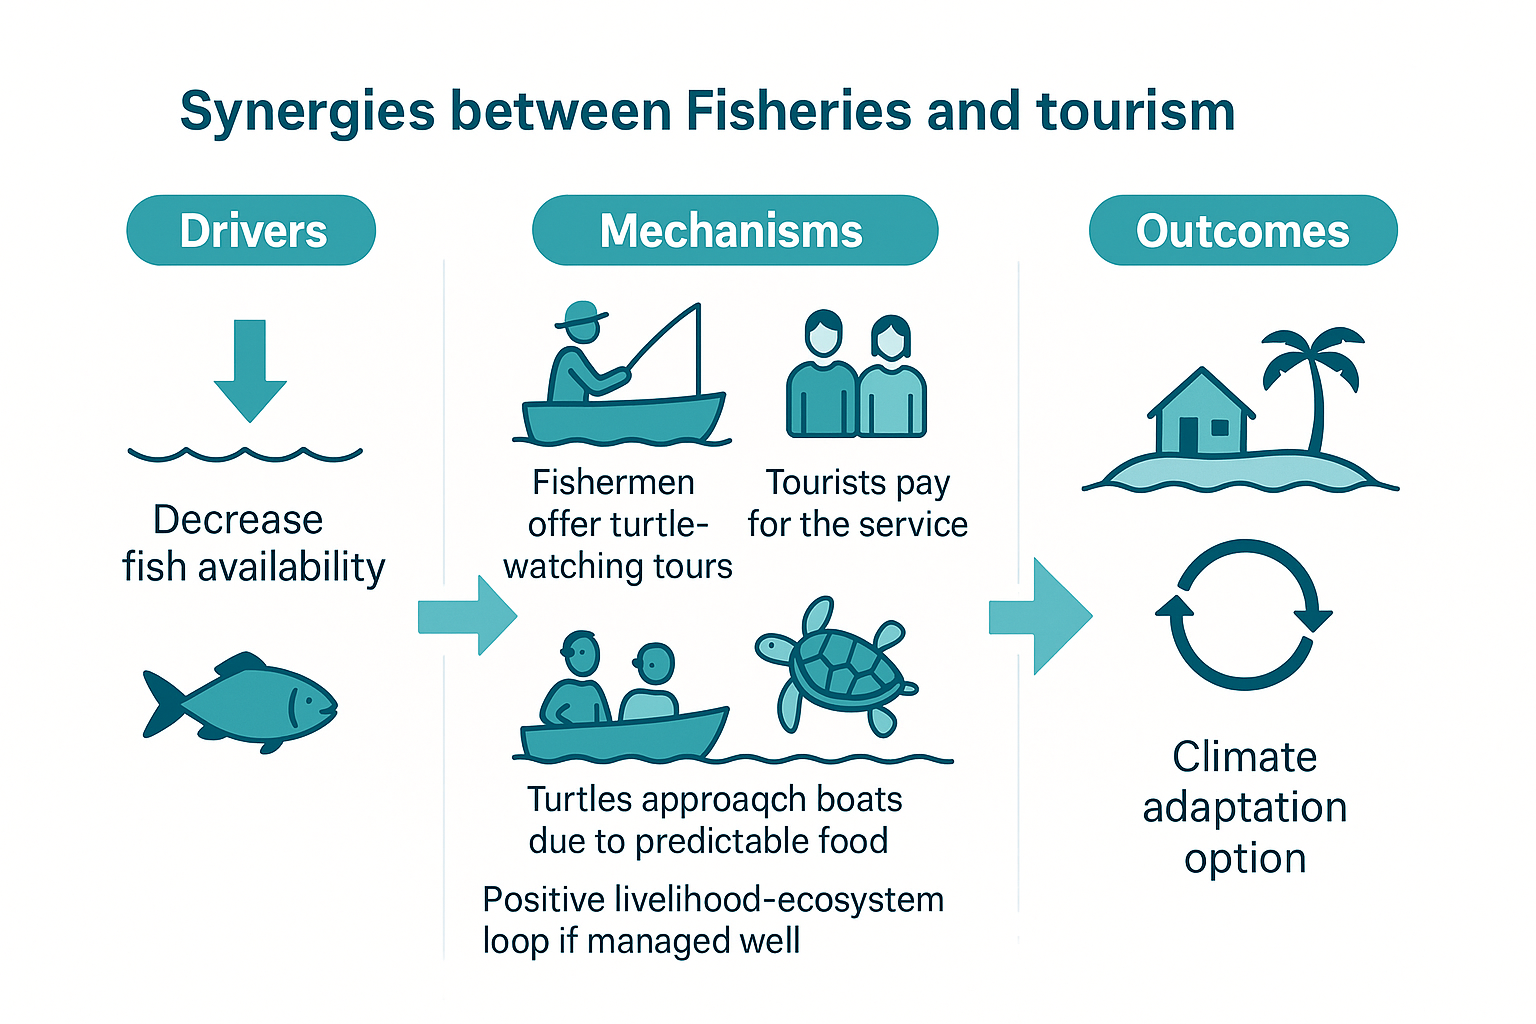 Synergies between Fisheries and tourism
Drivers
Decrease
fish availability
Mechanisms
Fishermen
offer turtle-
watching tours
Tourists pay
for the service
Turtles approaqch boats
due to predictable food
Positive livelihood-ecosystem
loop if managed well
Outcomes
Climate
adaptation
option